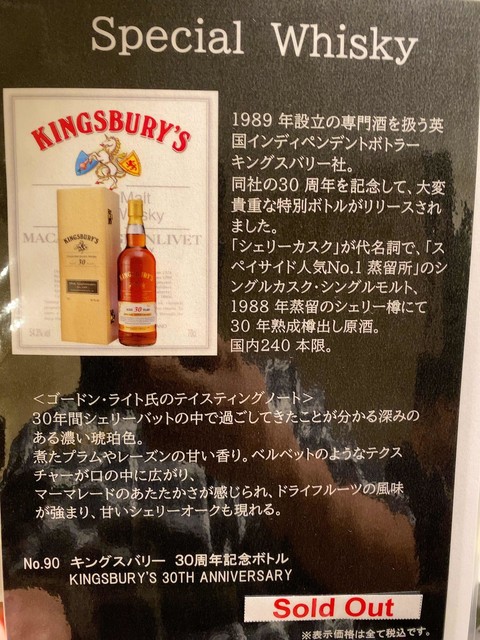 Special Whisky
KINGSBURY'S
Malt
Whisky
KINGSBURY'S
30
1989 年設立の専門酒を扱う英
国インディペンデントボトラー
キングスバリー社。
同社の30 周年を記念して、大変
貴重な特別ボトルがリリースされ
ました。
「シェリーカスク」が代名詞で、「ス
ペイサイド人気No.1 蒸留所」のシ
ングルカスク・シングルモルト、
1988 年蒸留のシェリー樽にて
30 年熟成樽出し原酒。
国内240 本限。
＜ゴードン・ライト氏のテイスティングノート＞
30年間シェリーバットの中で過ごしてきたことが分かる深みの
ある濃い琥珀色。
煮たプラムやレーズンの甘い香り。ベルベットのようなテクス
チャーが口の中に広がり、
マーマレードのあたたかさが感じられ、ドライフルーツの風味
が強まり、甘いシェリーオークも現れる。
No.90 キングスバリー 30周年記念ボトル
KINGSBURY'S 30TH ANNIVERSARY
Sold Out
※表示価格は全て税込です。